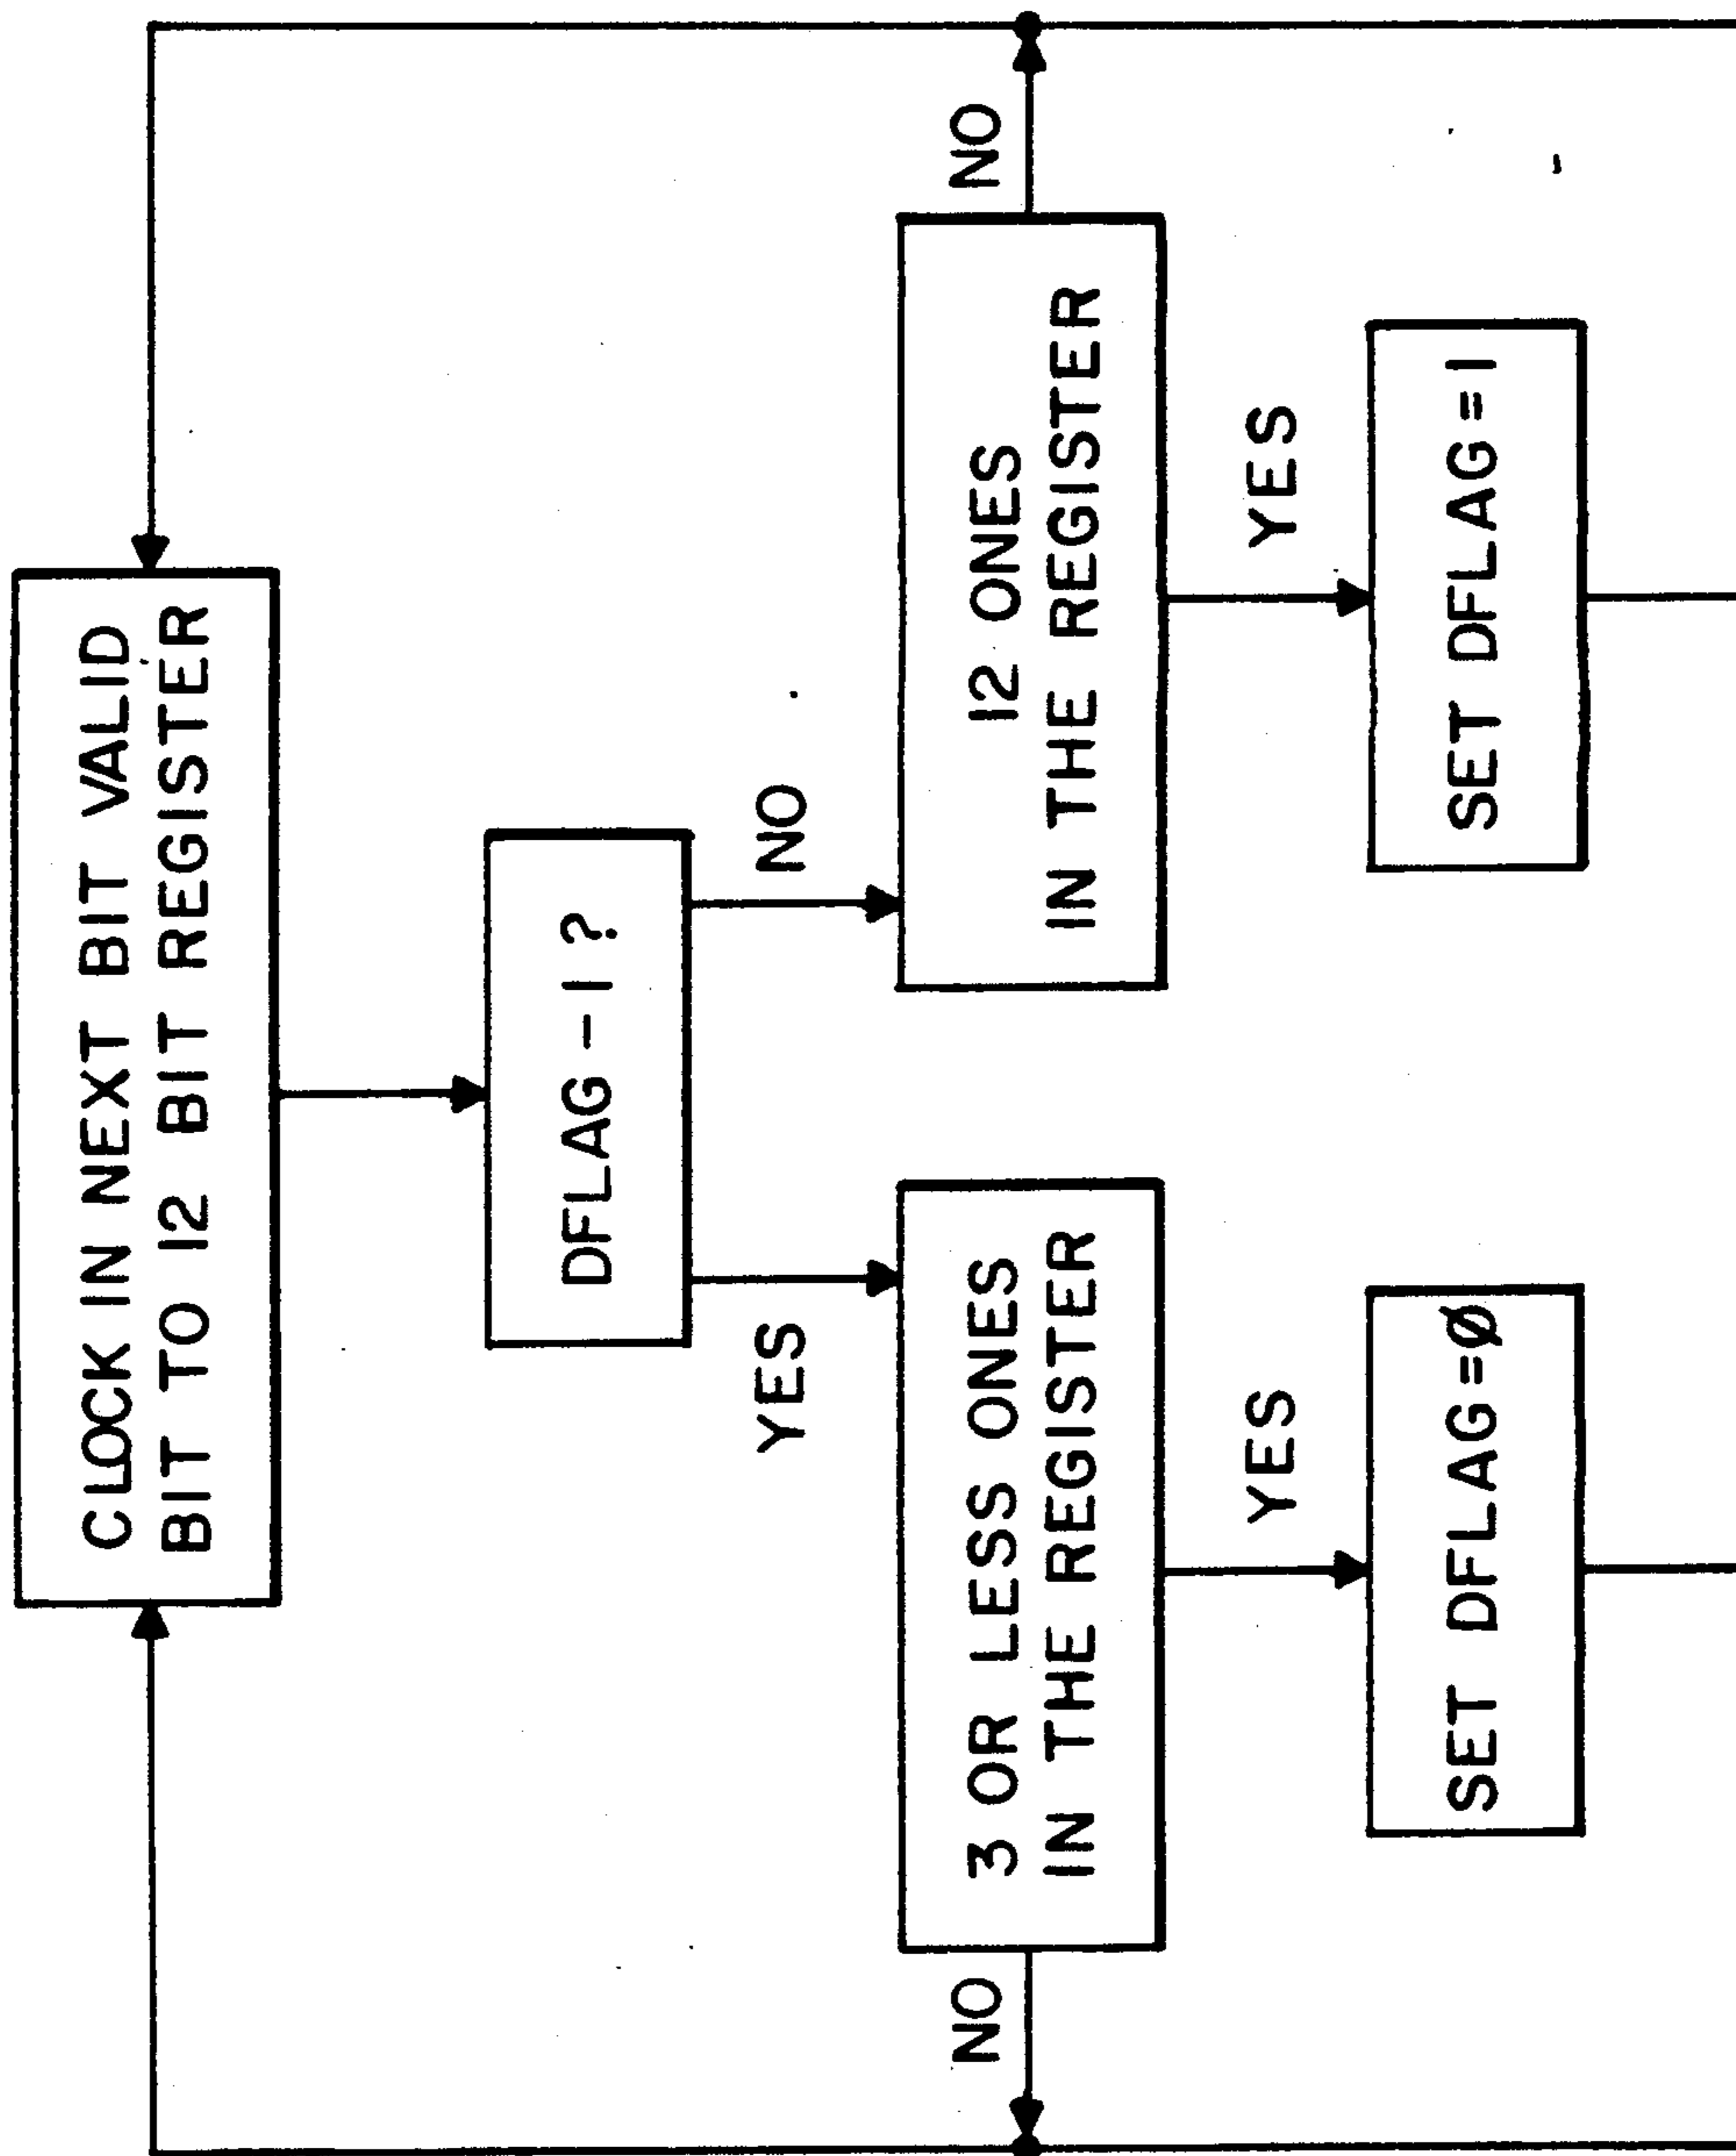 CLOCK IN NEXT BIT VALID
BIT TO 12 BIT REGISTER
DFLAG-1?
YES
NO
3 OR LESS ONES
IN THE REGISTER
12 ONES
IN THE REGISTER
NO
NO
YES
YES
SET DFLAG=Ø
SET DFLAG=1